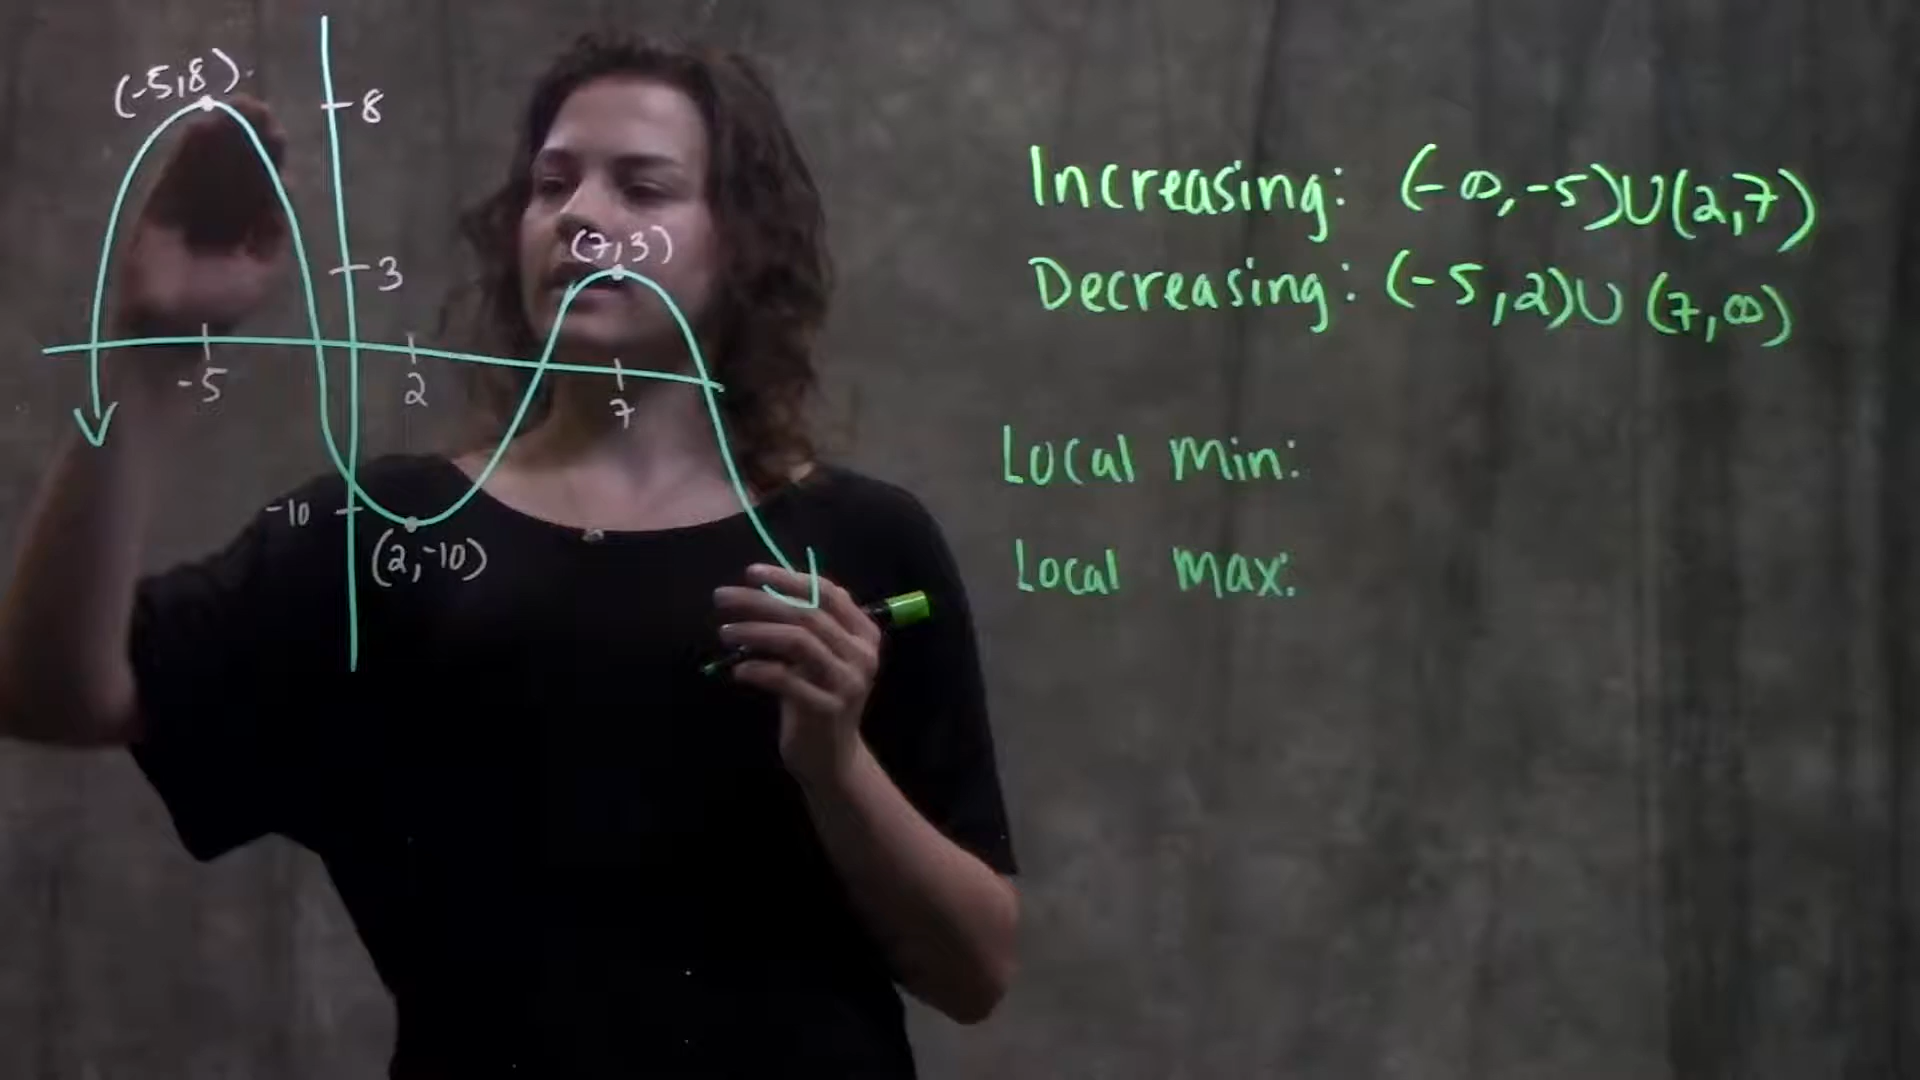 (-5,8)
8
(7,3)
3
-5
2
7
-10
(2,-10)
Increasing: (-∞,-5)∪(2,7)
Decreasing: (-5,2)∪(7,∞)
Local Min:
Local Max: